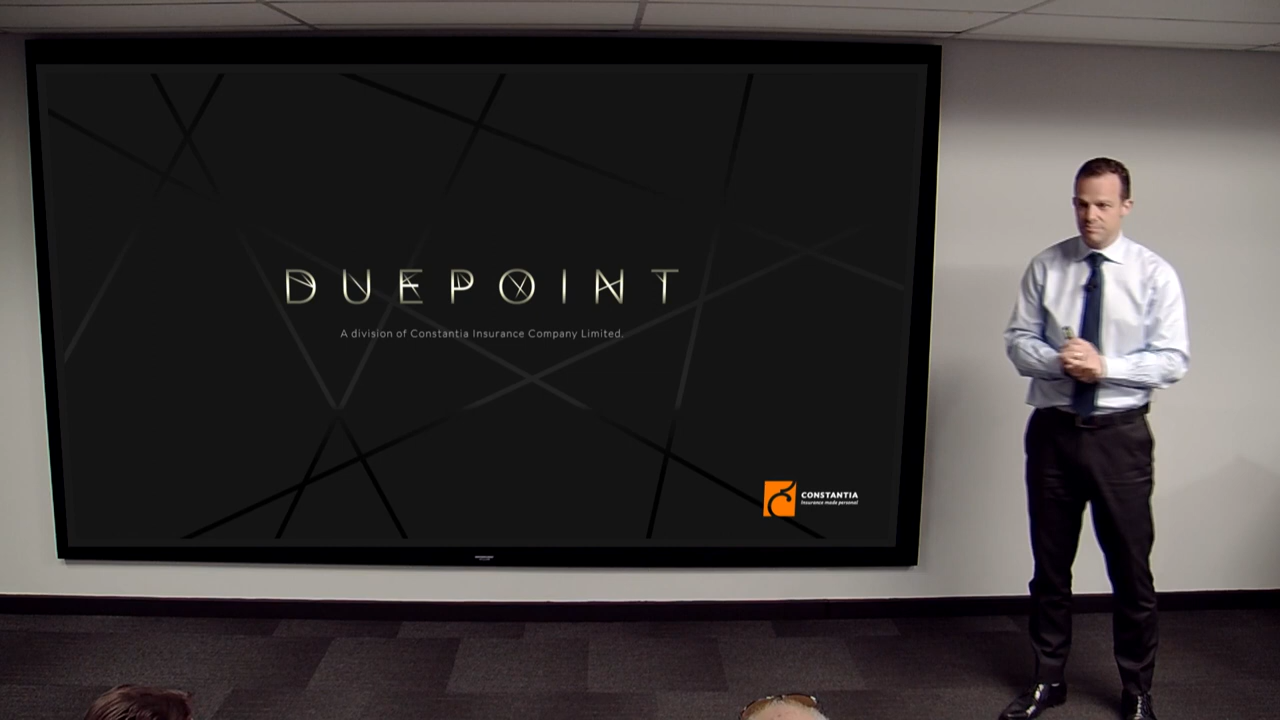 DUEPOINT
A division of Constantia Insurance Company Limited.
CONSTANTIA
Insurance made personal